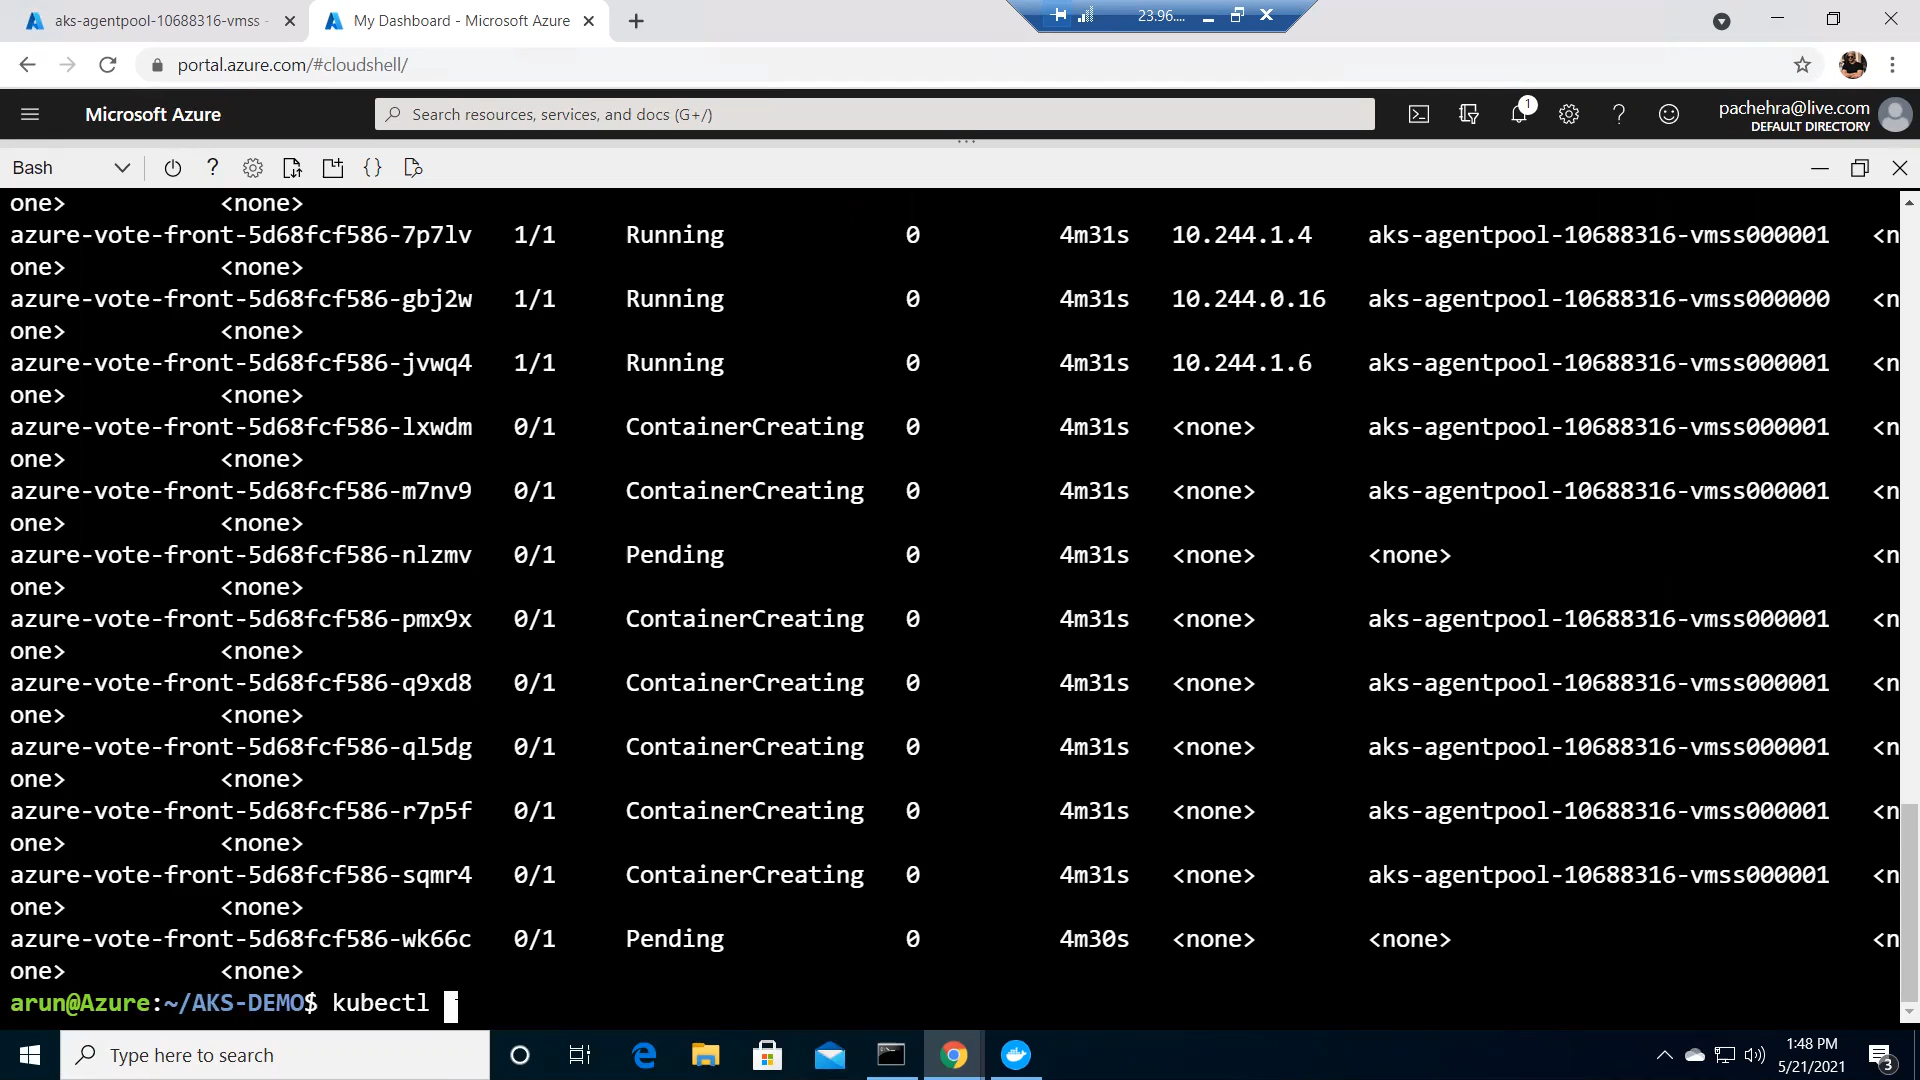 aks-agentpool-10688316-vmss -
My Dashboard - Microsoft Azure
23.96....
portal.azure.com/#cloudshell/
Microsoft Azure
Search resources, services, and docs (G+/)
1
pachehra@live.com
DEFAULT DIRECTORY
Bash
one> <none>
azure-vote-front-5d68fcf586-7p7lv 1/1 Running 0 4m31s 10.244.1.4 aks-agentpool-10688316-vmss000001 <n
one> <none>
azure-vote-front-5d68fcf586-gbj2w 1/1 Running 0 4m31s 10.244.0.16 aks-agentpool-10688316-vmss000000 <n
one> <none>
azure-vote-front-5d68fcf586-jvwq4 1/1 Running 0 4m31s 10.244.1.6 aks-agentpool-10688316-vmss000001 <n
one> <none>
azure-vote-front-5d68fcf586-lxwdm 0/1 ContainerCreating 0 4m31s <none> aks-agentpool-10688316-vmss000001 <n
one> <none>
azure-vote-front-5d68fcf586-m7nv9 0/1 ContainerCreating 0 4m31s <none> aks-agentpool-10688316-vmss000001 <n
one> <none>
azure-vote-front-5d68fcf586-nlzmv 0/1 Pending 0 4m31s <none> <none> <n
one> <none>
azure-vote-front-5d68fcf586-pmx9x 0/1 ContainerCreating 0 4m31s <none> aks-agentpool-10688316-vmss000001 <n
one> <none>
azure-vote-front-5d68fcf586-q9xd8 0/1 ContainerCreating 0 4m31s <none> aks-agentpool-10688316-vmss000001 <n
one> <none>
azure-vote-front-5d68fcf586-ql5dg 0/1 ContainerCreating 0 4m31s <none> aks-agentpool-10688316-vmss000001 <n
one> <none>
azure-vote-front-5d68fcf586-r7p5f 0/1 ContainerCreating 0 4m31s <none> aks-agentpool-10688316-vmss000001 <n
one> <none>
azure-vote-front-5d68fcf586-sqmr4 0/1 ContainerCreating 0 4m31s <none> aks-agentpool-10688316-vmss000001 <n
one> <none>
azure-vote-front-5d68fcf586-wk66c 0/1 Pending 0 4m30s <none> <none> <n
one> <none>
arun@Azure:~/AKS-DEMO$ kubectl
Type here to search
1:48 PM
5/21/2021
3